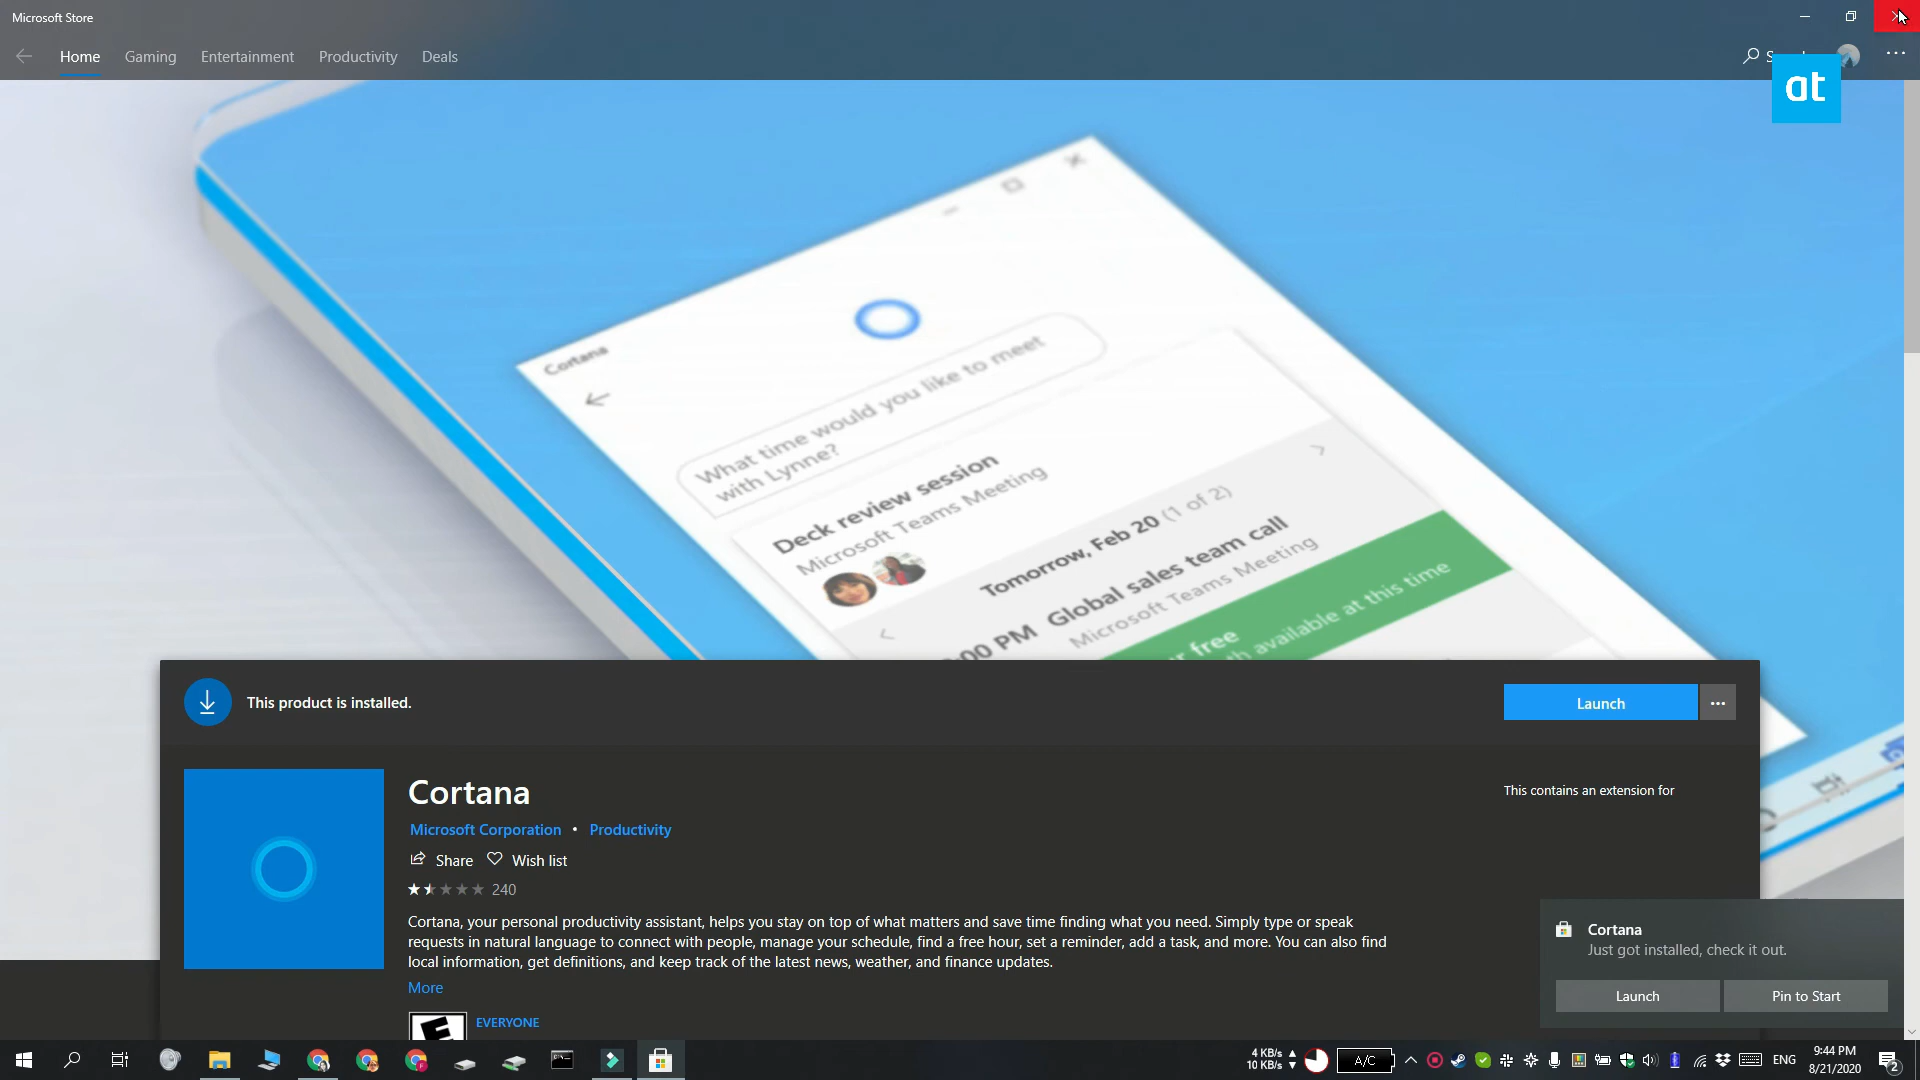 Microsoft Store
Home
Gaming
Entertainment
Productivity
Deals
at
Cortana
What time would you like to meet
with Lynne?
Deck review session
Microsoft Teams Meeting
Tomorrow, Feb 20 (1 of 2)
:00 PM Global sales team call
Microsoft Teams Meeting
r free
available at this time
This product is installed.
Launch
Cortana
Microsoft Corporation • Productivity
Share
Wish list
240
Cortana, your personal productivity assistant, helps you stay on top of what matters and save time finding what you need. Simply type or speak
requests in natural language to connect with people, manage your schedule, find a free hour, set a reminder, add a task, and more. You can also find
local information, get definitions, and keep track of the latest news, weather, and finance updates.
More
EVERYONE
This contains an extension for
Cortana
Just got installed, check it out.
Launch
Pin to Start
4 KB/s
10 KB/s
A/C
ENG
9:44 PM
8/21/2020
2